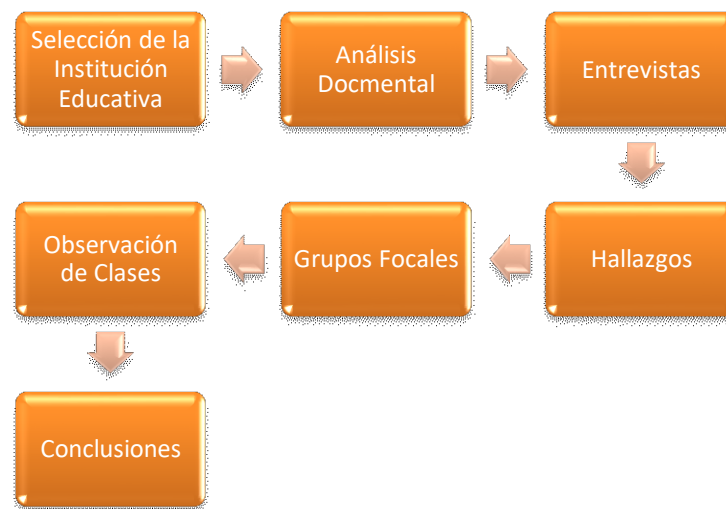 Selección de la
Institución
Educativa
Análisis
Docmental
Entrevistas
Hallazgos
Grupos Focales
Observación
de Clases
Conclusiones